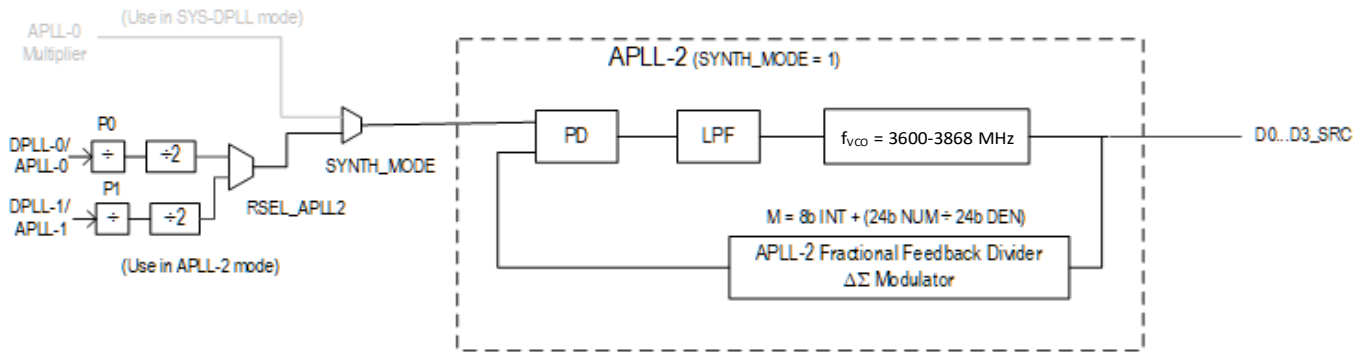 (Use in SYS-DPLL mode)
APLL-0
Multiplier
APLL-2 (SYNTH_MODE = 1)
P0
DPLL-0/
APLL-0
÷
÷2
PD
LPF
fVCO = 3600-3868 MHz
D0...D3_SRC
SYNTH_MODE
P1
DPLL-1/
APLL-1
÷
÷2
RSEL_APLL2
(Use in APLL-2 mode)
M = 8b INT + (24b NUM ÷ 24b DEN)
APLL-2 Fractional Feedback Divider
ΔΣ Modulator